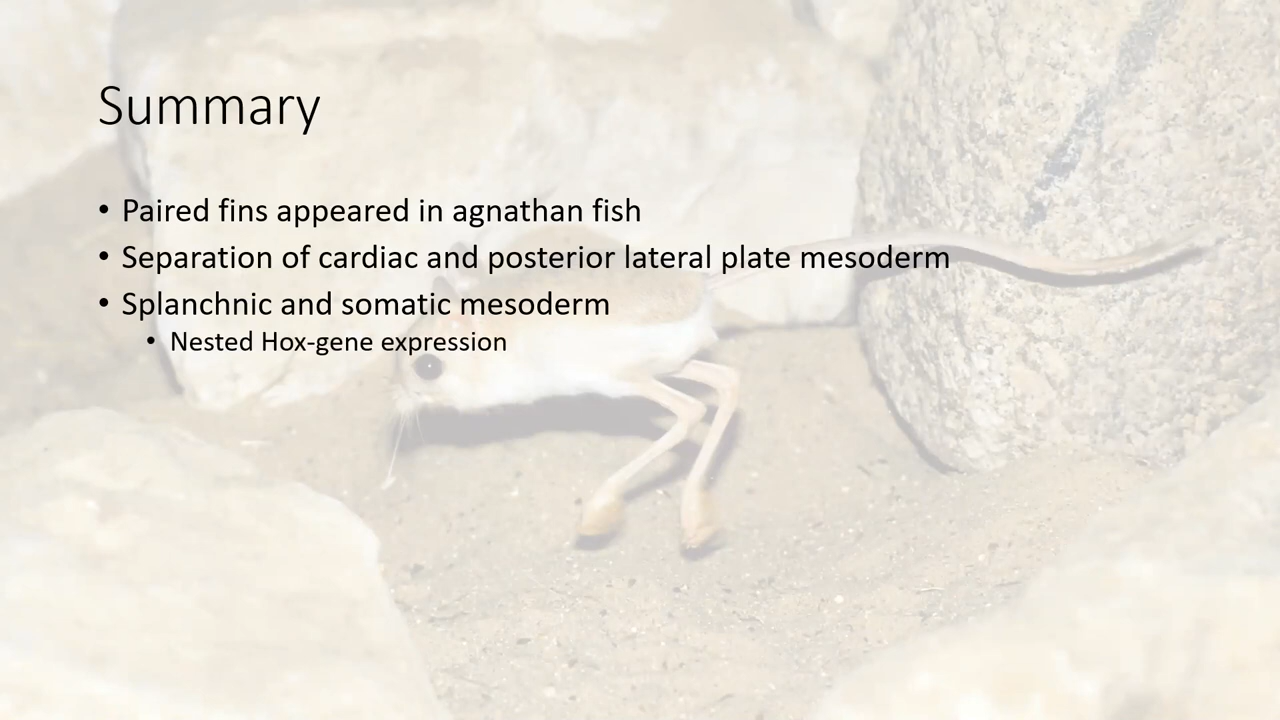 Summary
• Paired fins appeared in agnathan fish
• Separation of cardiac and posterior lateral plate mesoderm
• Splanchnic and somatic mesoderm
• Nested Hox-gene expression